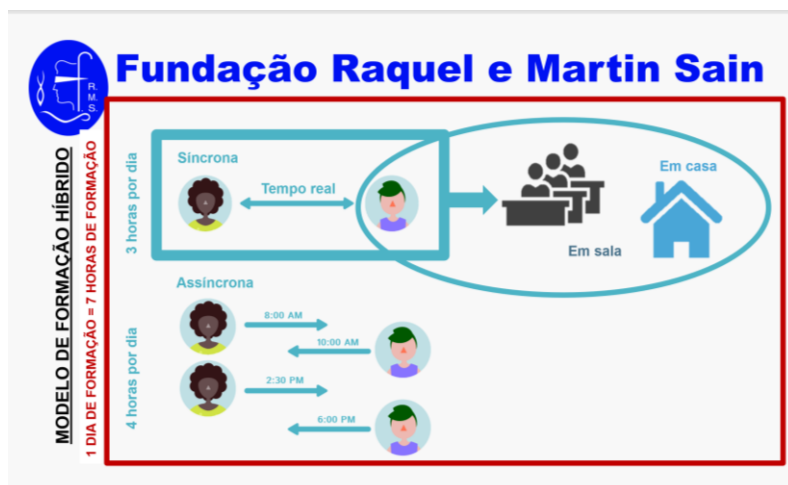 Fundação Raquel e Martin Sain
R.
M.
S.
MODELO DE FORMAÇÃO HÍBRIDO
1 DIA DE FORMAÇÃO = 7 HORAS DE FORMAÇÃO
3 horas por dia
Síncrona
Tempo real
Em sala
Em casa
4 horas por dia
Assíncrona
8:00 AM
10:00 AM
2:30 PM
6:00 PM